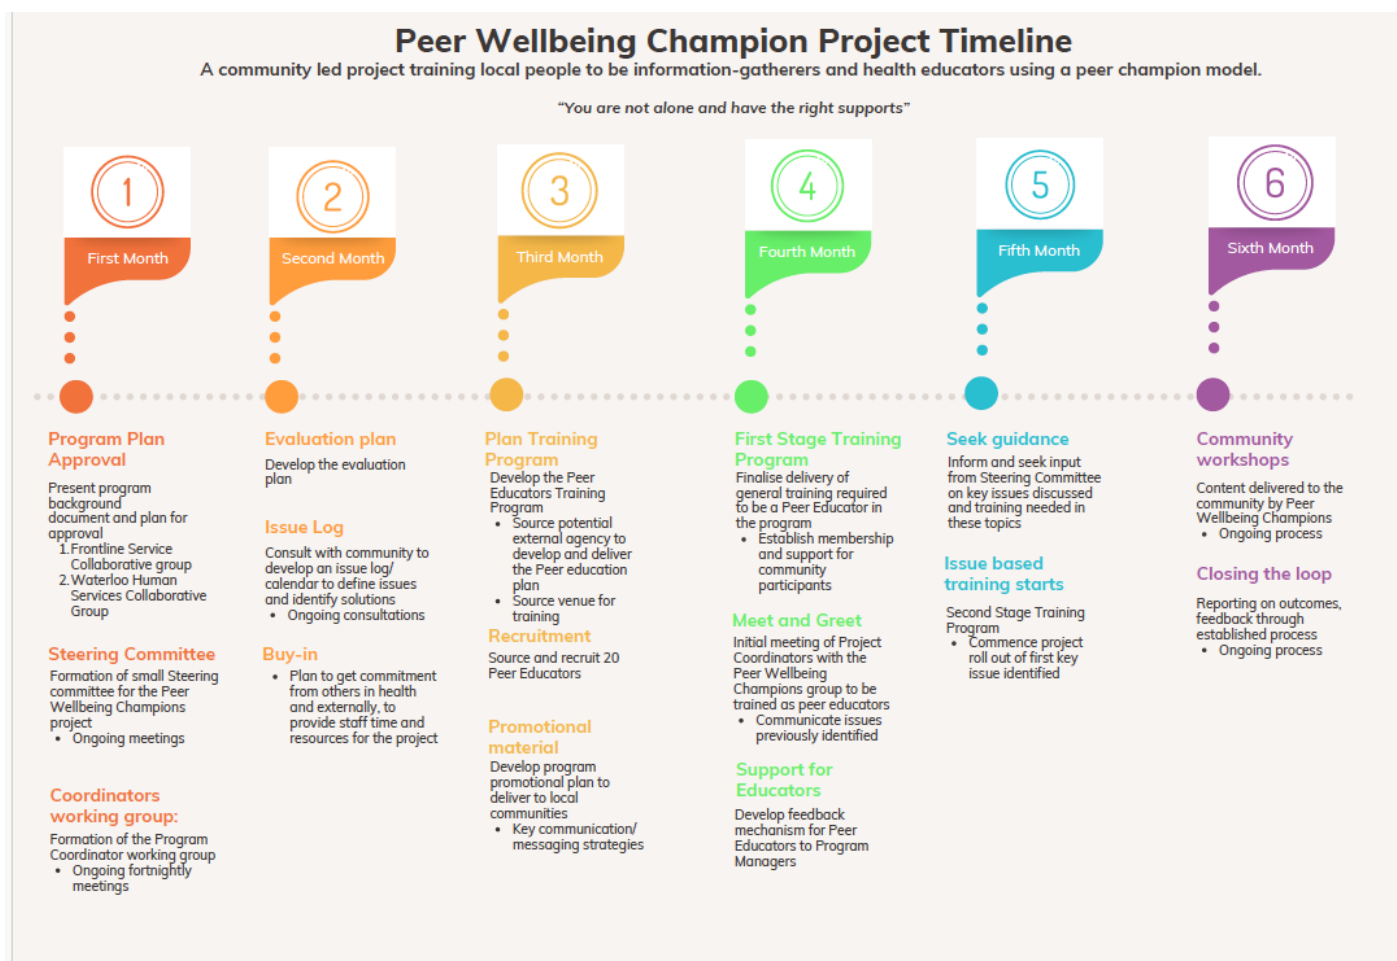 Peer Wellbeing Champion Project Timeline
A community led project training local people to be information-gatherers and health educators using a peer champion model.
“You are not alone and have the right supports”
1
First Month
Program Plan
Approval
Present program
background
document and plan for
approval
1. Frontline Service
Collaborative group
2. Waterloo Human
Services Collaborative
Group
Steering Committee
Formation of small Steering
committee for the Peer
Wellbeing Champions
project
• Ongoing meetings
Coordinators
working group:
Formation of the Program
Coordinator working group
• Ongoing fortnightly
meetings
2
Second Month
Evaluation plan
Develop the evaluation
plan
Issue Log
Consult with community to
develop an issue log/
calendar to define issues
and identify solutions
• Ongoing consultations
Buy-in
• Plan to get commitment
from others in health
and externally, to
provide staff time and
resources for the project
3
Third Month
Plan Training
Program
Develop the Peer
Educators Training
Program
• Source potential
external agency to
develop and deliver
the Peer education
plan
• Source venue for
training
Recruitment
Source and recruit 20
Peer Educators
Promotional
material
Develop program
promotional plan to
deliver to local
communities
• Key communication/
messaging strategies
4
Fourth Month
First Stage Training
Program
Finalise delivery of
general training required
to be a Peer Educator in
the program
• Establish membership
and support for
community
participants
Meet and Greet
Initial meeting of Project
Coordinators with the
Peer Wellbeing
Champions group to be
trained as peer educators
• Communicate issues
previously identified
Support for
Educators
Develop feedback
mechanism for Peer
Educators to Program
Managers
5
Fifth Month
Seek guidance
Inform and seek input
from Steering Committee
on key issues discussed
and training needed in
these topics
Issue based
training starts
Second Stage Training
Program
• Commence project
roll out of first key
issue identified
6
Sixth Month
Community
workshops
Content delivered to the
community by Peer
Wellbeing Champions
• Ongoing process
Closing the loop
Reporting on outcomes,
feedback through
established process
• Ongoing process